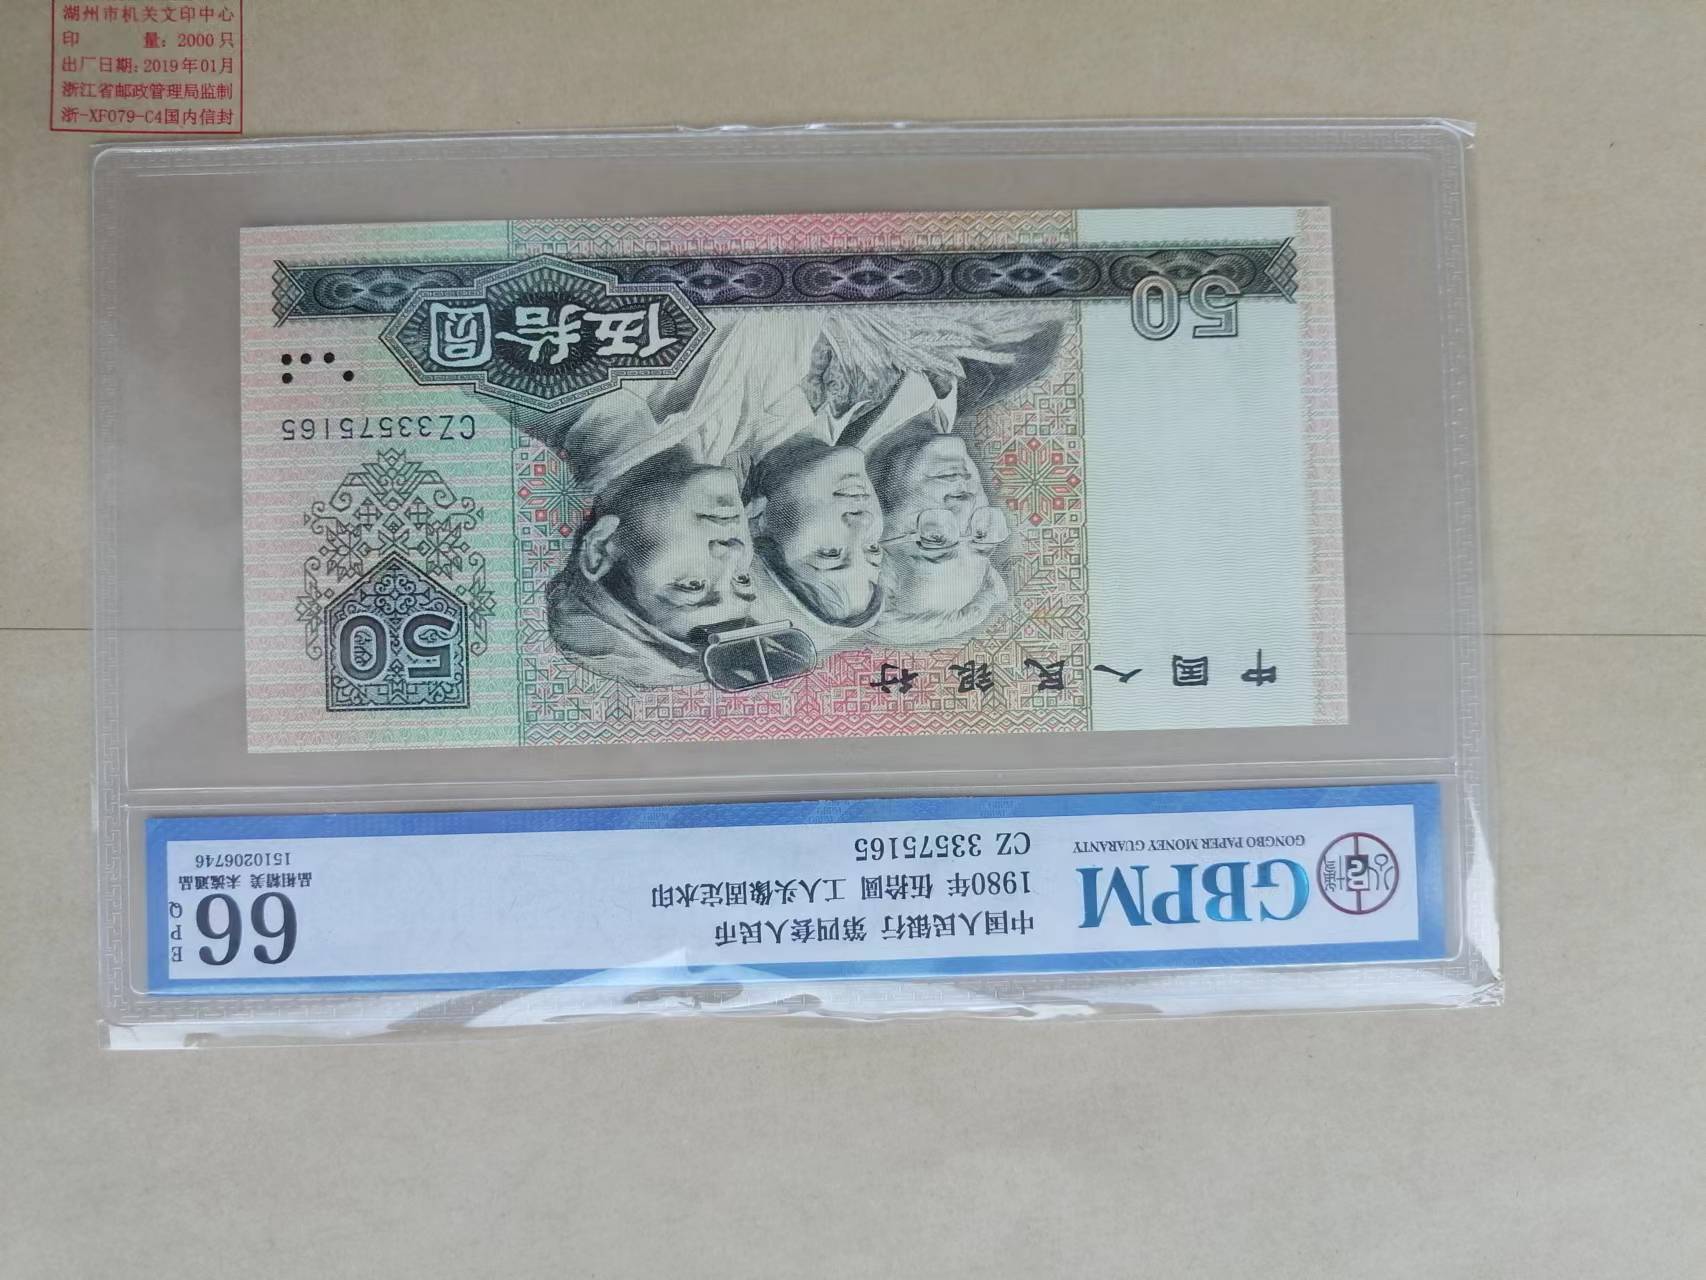 湖州市机关文印中心
印 量：2000只
出厂日期：2019年01月
浙江省邮政管理局监制
浙-XF079-C4国内信封
GBPM
GONGBO PAPER MONEY GUARANTY
中国人民银行 第四套人民币
1980年 伍拾圆 工人头像固定水印
CZ 33575165
66
EPQ
品相精美 未流通品
1510206746
中国人民银行
50
CZ33575165
伍拾圆
50